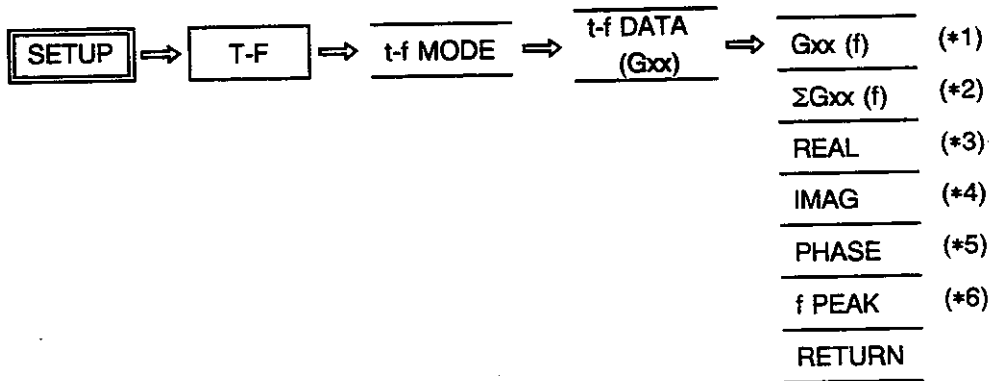 SETUP ⇒ T-F ⇒ t-f MODE ⇒ t-f DATA (Gxx) ⇒ Gxx (f) (*1)
ΣGxx (f) (*2)
REAL (*3)
IMAG (*4)
PHASE (*5)
f PEAK (*6)
RETURN